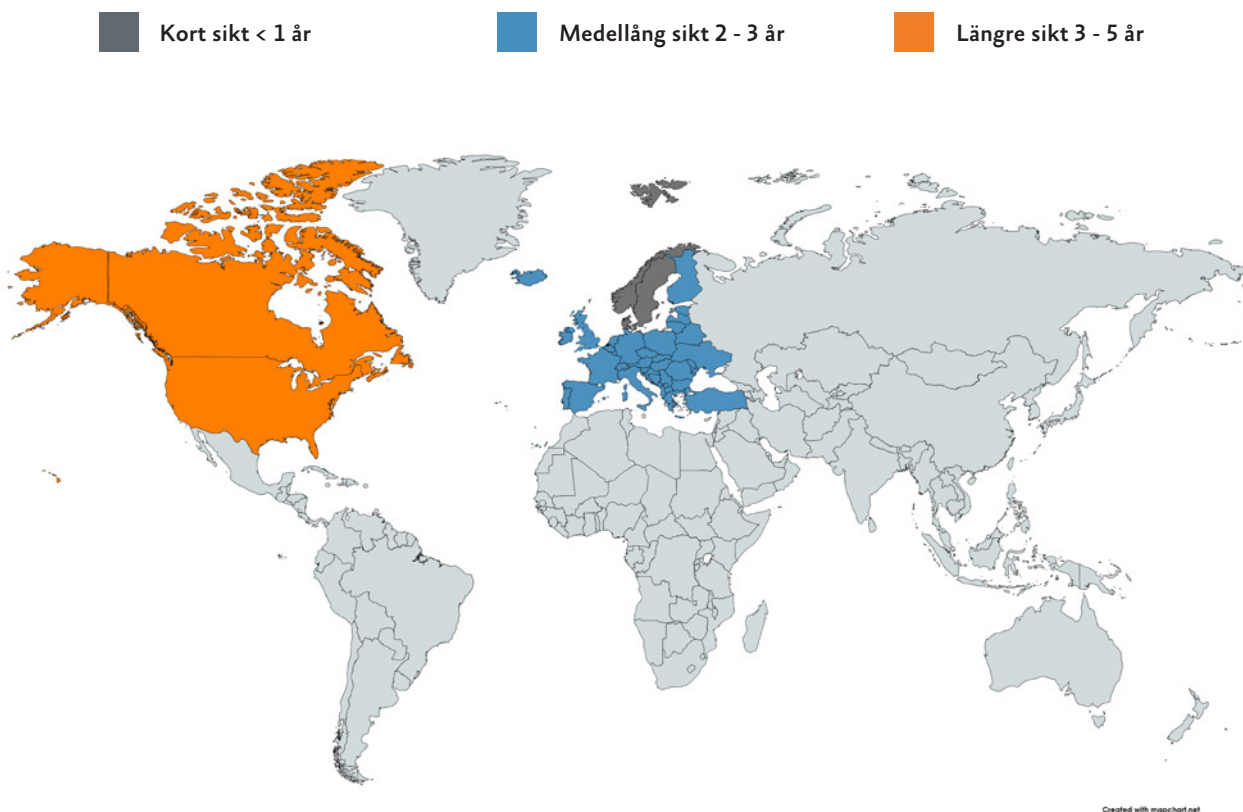 Kort sikt < 1 år
Medellång sikt 2 - 3 år
Längre sikt 3 - 5 år
Created with mapchart.net